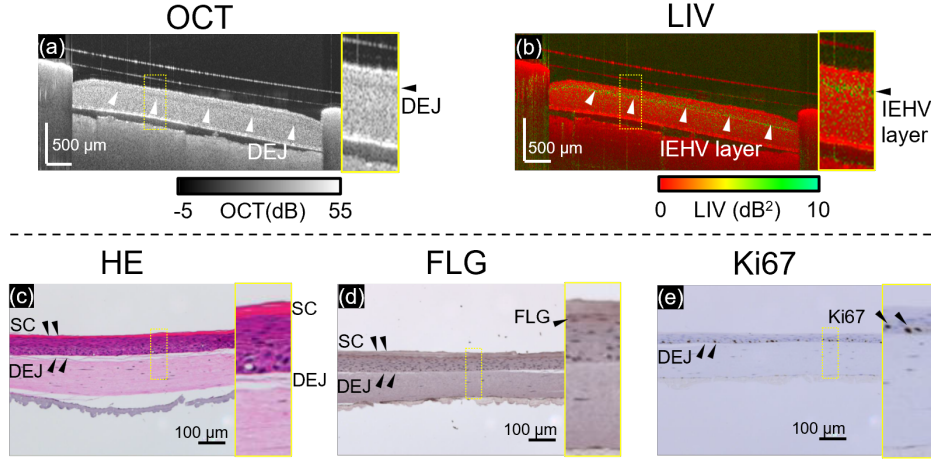 OCT
LIV
(a)
DEJ
DEJ
500 µm
(b)
IEHV
layer
IEHV layer
500 µm
-5 OCT(dB) 55
0 LIV (dB²) 10
HE
FLG
Ki67
(c)
SC
DEJ
SC
DEJ
100 µm
(d)
FLG
SC
DEJ
100 µm
(e)
Ki67
DEJ
100 µm